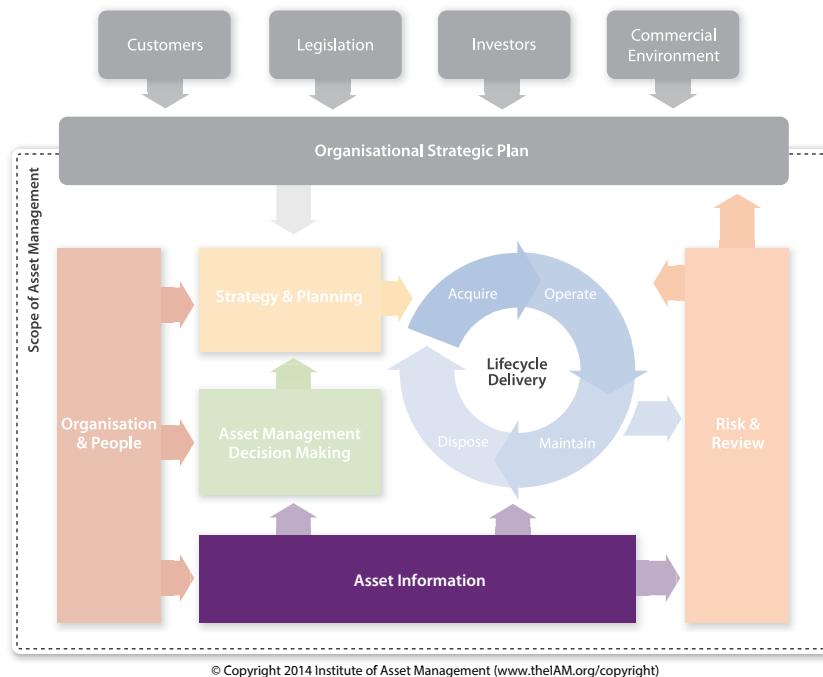 Customers
Legislation
Investors
Commercial
Environment
Organisational Strategic Plan
Scope of Asset Management
Strategy & Planning
Acquire
Operate
Lifecycle
Delivery
Organisation
& People
Asset Management
Decision Making
Dispose
Maintain
Risk &
Review
Asset Information
© Copyright 2014 Institute of Asset Management (www.theIAM.org/copyright)